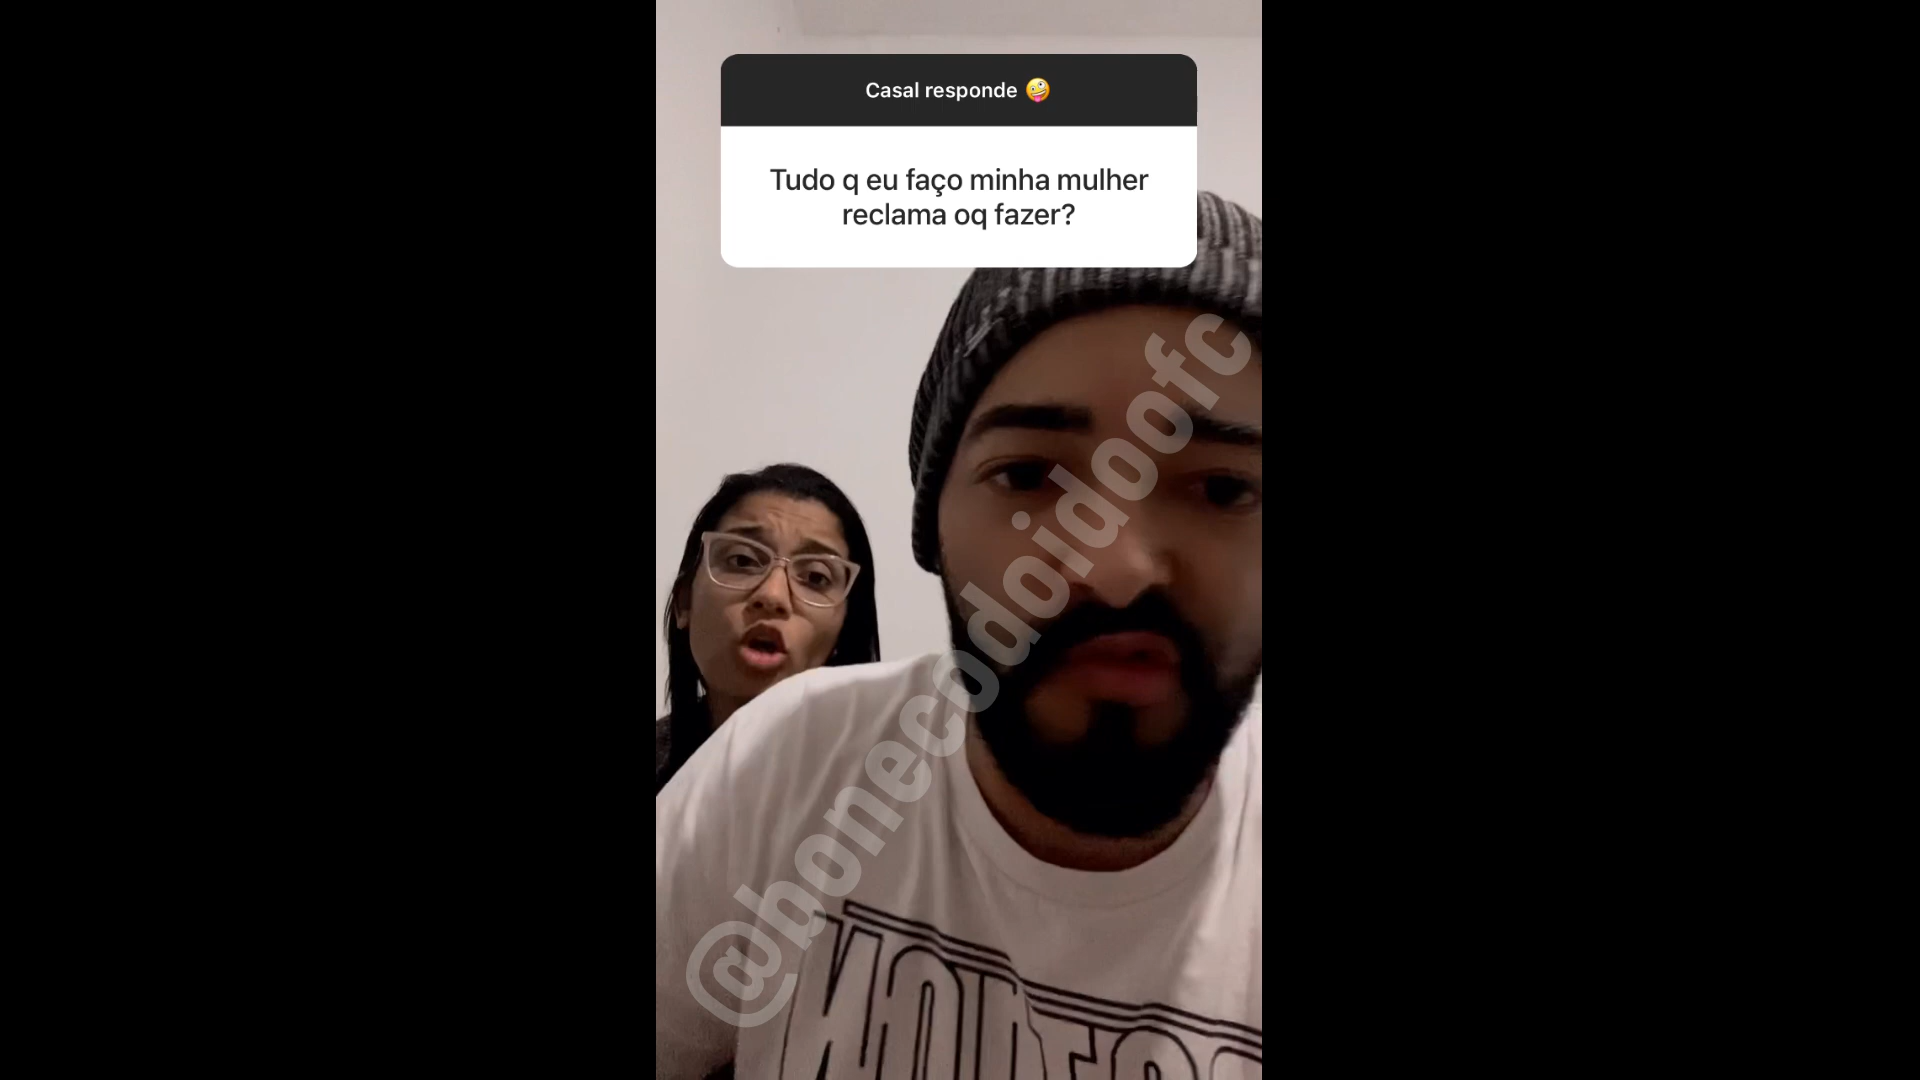 Casal responde 🤪
Tudo q eu faço minha mulher
reclama oq fazer?
@bonecodoidoofc